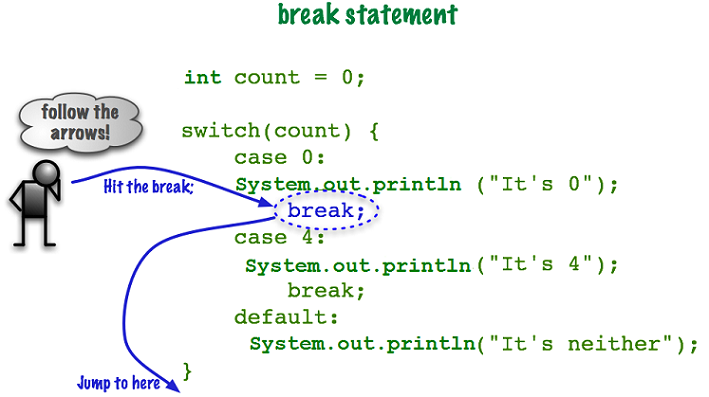 break statement
int count = 0;
follow the
arrows!
switch(count) {
case 0:
Hit the break;
System.out.println ("It's 0");
break;
case 4:
System.out.println("It's 4");
break;
default:
System.out.println("It's neither");
Jump to here
}